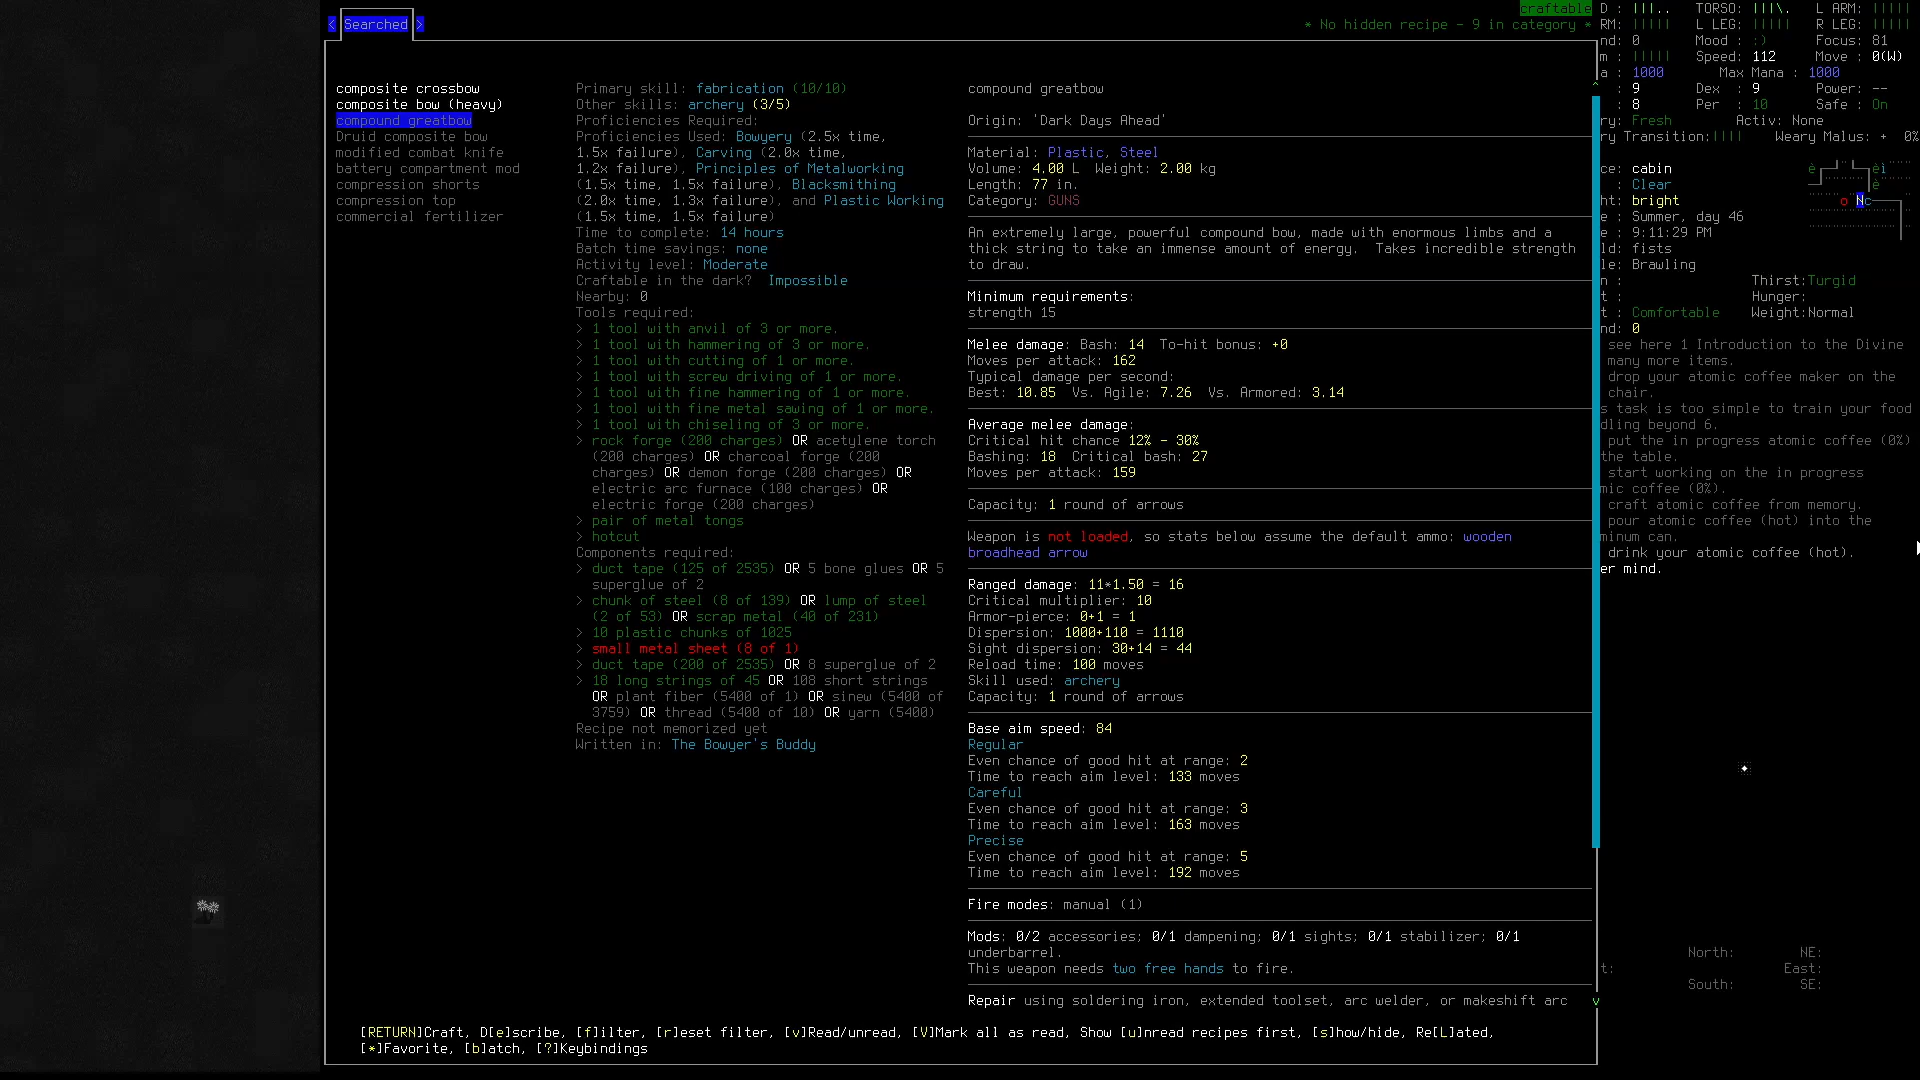 < Searched >
craftable
* No hidden recipe - 9 in category *
composite crossbow
composite bow (heavy)
compound greatbow
Druid composite bow
modified combat knife
battery compartment mod
compression shorts
compression top
commercial fertilizer
Primary skill: fabrication (10/10)
Other skills: archery (3/5)
Proficiencies Required:
Proficiencies Used: Bowyery (2.5x time,
1.5x failure), Carving (2.0x time,
1.2x failure), Principles of Metalworking
(1.5x time, 1.5x failure), Blacksmithing
(2.0x time, 1.3x failure), and Plastic Working
(1.5x time, 1.5x failure)
Time to complete: 14 hours
Batch time savings: none
Activity level: Moderate
Craftable in the dark?  Impossible
Nearby: 0
Tools required:
> 1 tool with anvil of 3 or more.
> 1 tool with hammering of 3 or more.
> 1 tool with cutting of 1 or more.
> 1 tool with screw driving of 1 or more.
> 1 tool with fine hammering of 1 or more.
> 1 tool with fine metal sawing of 1 or more.
> 1 tool with chiseling of 3 or more.
> rock forge (200 charges) OR acetylene torch
(200 charges) OR charcoal forge (200
charges) OR demon forge (200 charges) OR
electric arc furnace (100 charges) OR
electric forge (200 charges)
> pair of metal tongs
> hotcut
Components required:
> duct tape (125 of 2535) OR 5 bone glues OR 5
superglue of 2
> chunk of steel (8 of 139) OR lump of steel
(2 of 53) OR scrap metal (40 of 231)
> 10 plastic chunks of 1025
> small metal sheet (8 of 1)
> duct tape (200 of 2535) OR 8 superglue of 2
> 18 long strings of 45 OR 108 short strings
OR plant fiber (5400 of 1) OR sinew (5400 of
3759) OR thread (5400 of 10) OR yarn (5400)
Recipe not memorized yet
Written in: The Bowyer's Buddy
compound greatbow
Origin: 'Dark Days Ahead'
Material: Plastic, Steel
Volume: 4.00 L  Weight: 2.00 kg
Length: 77 in.
Category: GUNS
An extremely large, powerful compound bow, made with enormous limbs and a
thick string to take an immense amount of energy.  Takes incredible strength
to draw.
Minimum requirements:
strength 15
Melee damage: Bash: 14  To-hit bonus: +0
Moves per attack: 162
Typical damage per second:
Best: 10.85  Vs. Agile: 7.26  Vs. Armored: 3.14
Average melee damage:
Critical hit chance 12% - 30%
Bashing: 18  Critical bash: 27
Moves per attack: 159
Capacity: 1 round of arrows
Weapon is not loaded, so stats below assume the default ammo: wooden
broadhead arrow
Ranged damage: 11*1.50 = 16
Critical multiplier: 10
Armor-pierce: 0+1 = 1
Dispersion: 1000+110 = 1110
Sight dispersion: 30+14 = 44
Reload time: 100 moves
Skill used: archery
Capacity: 1 round of arrows
Base aim speed: 84
Regular
Even chance of good hit at range: 2
Time to reach aim level: 133 moves
Careful
Even chance of good hit at range: 3
Time to reach aim level: 163 moves
Precise
Even chance of good hit at range: 5
Time to reach aim level: 192 moves
Fire modes: manual (1)
Mods: 0/2 accessories; 0/1 dampening; 0/1 sights; 0/1 stabilizer; 0/1
underbarrel.
This weapon needs two free hands to fire.
Repair using soldering iron, extended toolset, arc welder, or makeshift arc
[RETURN]Craft, D[e]scribe, [f]ilter, [r]eset filter, [v]Read/unread, [V]Mark all as read, Show [u]nread recipes first, [s]how/hide, Re[L]ated,
[*]Favorite, [b]atch, [?]Keybindings
D : |||..  TORSO: |||\.  L ARM: |||||
RM: |||||  L LEG: |||||  R LEG: |||||
nd: 0  Mood : :)  Focus: 81
m : |||||  Speed: 112  Move : 0(W)
a : 1000  Max Mana : 1000
: 9  Dex : 9  Power: --
: 8  Per : 10  Safe : On
ry: Fresh  Activ: None
ry Transition:||||  Weary Malus: + 0%
ce: cabin
: Clear
ht: bright
e : Summer, day 46
e : 9:11:29 PM
ld: fists
le: Brawling
n :  Thirst:Turgid
t :  Hunger:
t : Comfortable  Weight:Normal
nd: 0
see here 1 Introduction to the Divine
many more items.
drop your atomic coffee maker on the
chair.
s task is too simple to train your food
dling beyond 6.
put the in progress atomic coffee (0%)
the table.
start working on the in progress
mic coffee (0%).
craft atomic coffee from memory.
pour atomic coffee (hot) into the
minum can.
drink your atomic coffee (hot).
er mind.
North:  NE:
t:  East:
South:  SE: